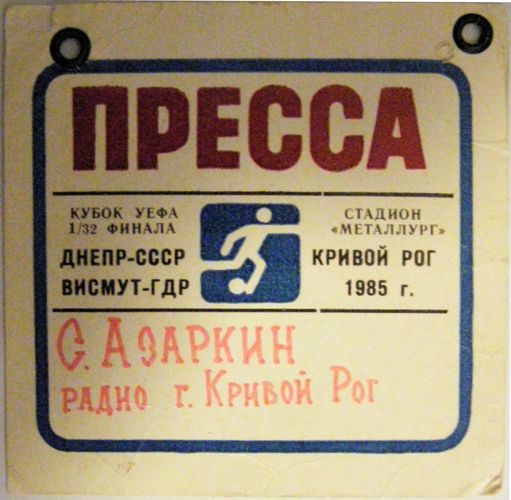 ПРЕССА
КУБОК УЕФА
1/32 ФИНАЛА
ДНЕПР-СССР
ВИСМУТ-ГДР
СТАДИОН
«МЕТАЛЛУРГ»
КРИВОЙ РОГ
1985 г.
С. АЗАРКИН
РАДИО г. КРИВОЙ РОГ